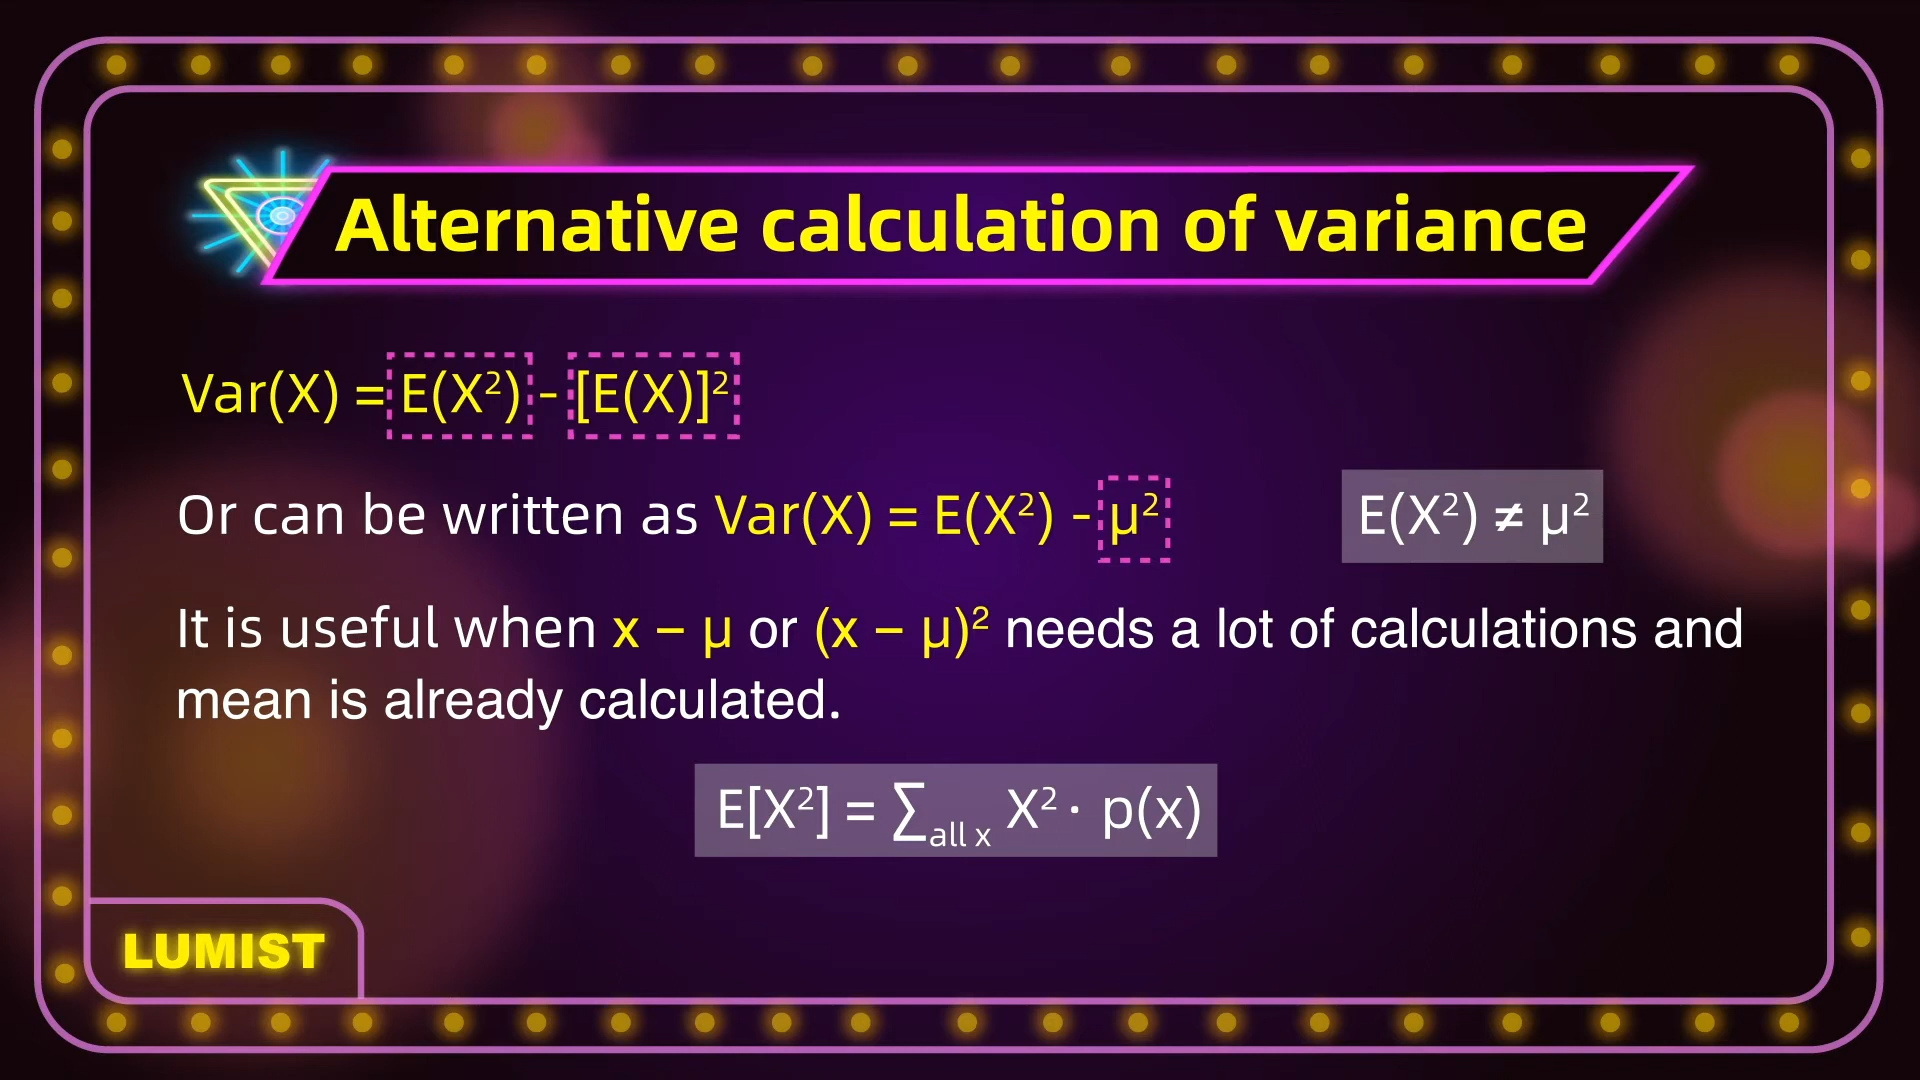 Alternative calculation of variance
Var(X) = E(X²) - [E(X)]²
Or can be written as Var(X) = E(X²) - µ²
E(X²) ≠ µ²
It is useful when x – µ or (x – µ)² needs a lot of calculations and
mean is already calculated.
E[X²] = ∑all x X² · p(x)
LUMIST